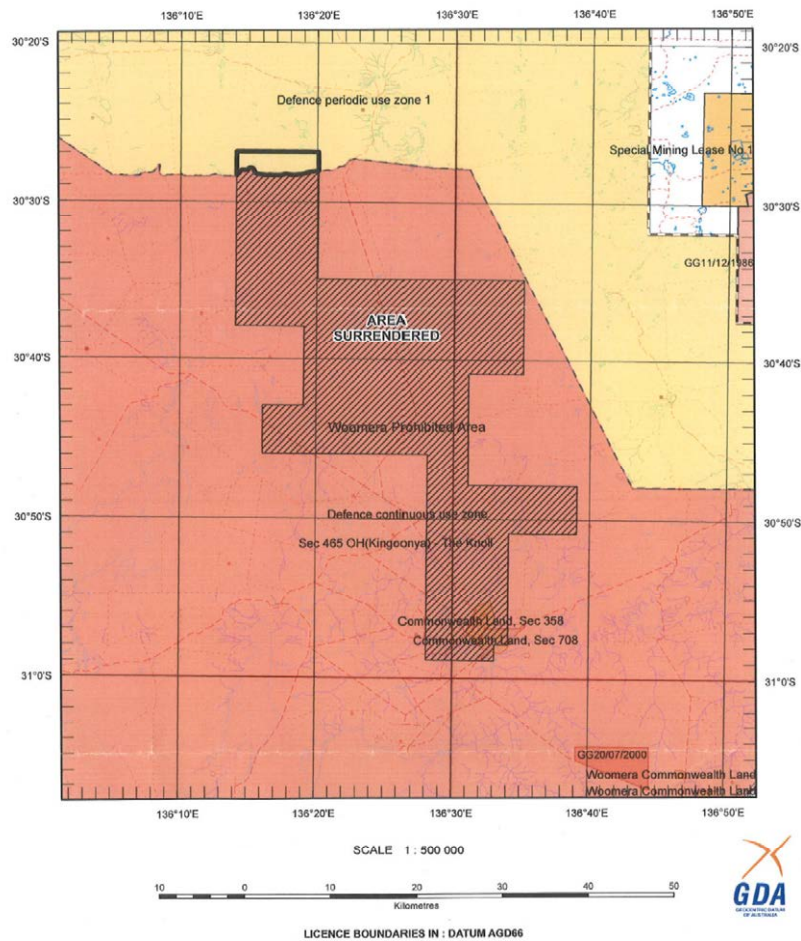 136°10'E 136°20'E 136°30'E 136°40'E 136°50'E
30°20'S 30°20'S
Defence periodic use zone 1
Special Mining Lease No 1
30°30'S 30°30'S
GG11/12/1986
AREA
SURRENDERED
30°40'S 30°40'S
Woomera Prohibited Area
Defence continuous use zone
30°50'S 30°50'S
Sec 465 OH(Kingoonya) - The Knoll
Commonwealth Land, Sec 358
Commonwealth Land, Sec 708
31°0'S 31°0'S
GG20/07/2000
Woomera Commonwealth Land
Woomera Commonwealth Land
136°10'E 136°20'E 136°30'E 136°40'E 136°50'E
SCALE 1 : 500 000
10 0 10 20 30 40 50
Kilometres
GDA
GEOCENTRIC DATUM
OF AUSTRALIA
LICENCE BOUNDARIES IN : DATUM AGD66